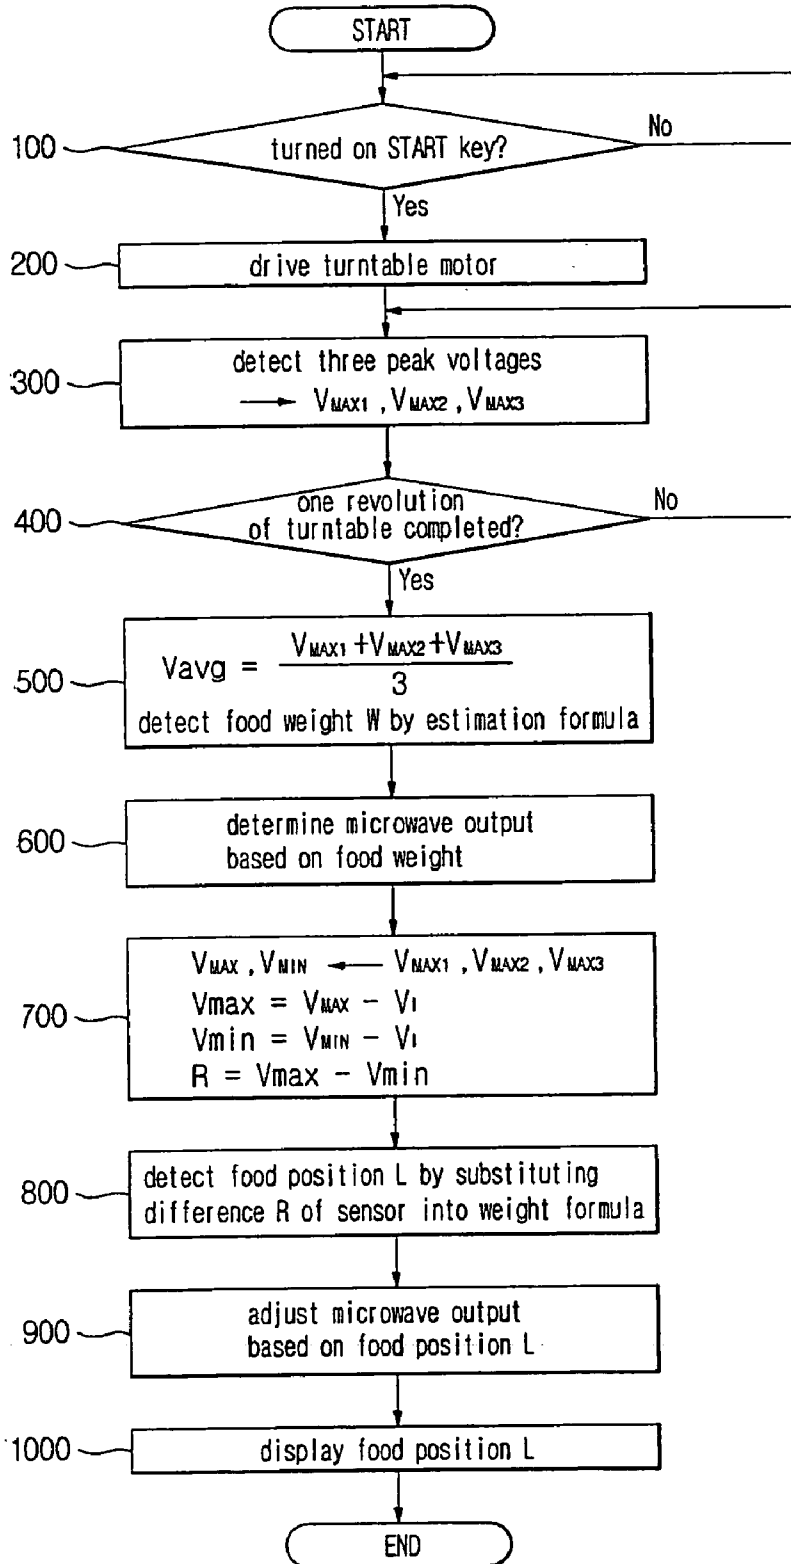 START
100
turned on START key?
No
Yes
200
drive turntable motor
300
detect three peak voltages
→ VMAX1 , VMAX2 , VMAX3
400
one revolution
of turntable completed?
No
Yes
500
Vavg = VMAX1 +VMAX2 +VMAX3 / 3
detect food weight W by estimation formula
600
determine microwave output
based on food weight
700
VMAX , VMIN ← VMAX1 , VMAX2 , VMAX3
Vmax = VMAX − VI
Vmin = VMIN − VI
R = Vmax − Vmin
800
detect food position L by substituting
difference R of sensor into weight formula
900
adjust microwave output
based on food position L
1000
display food position L
END